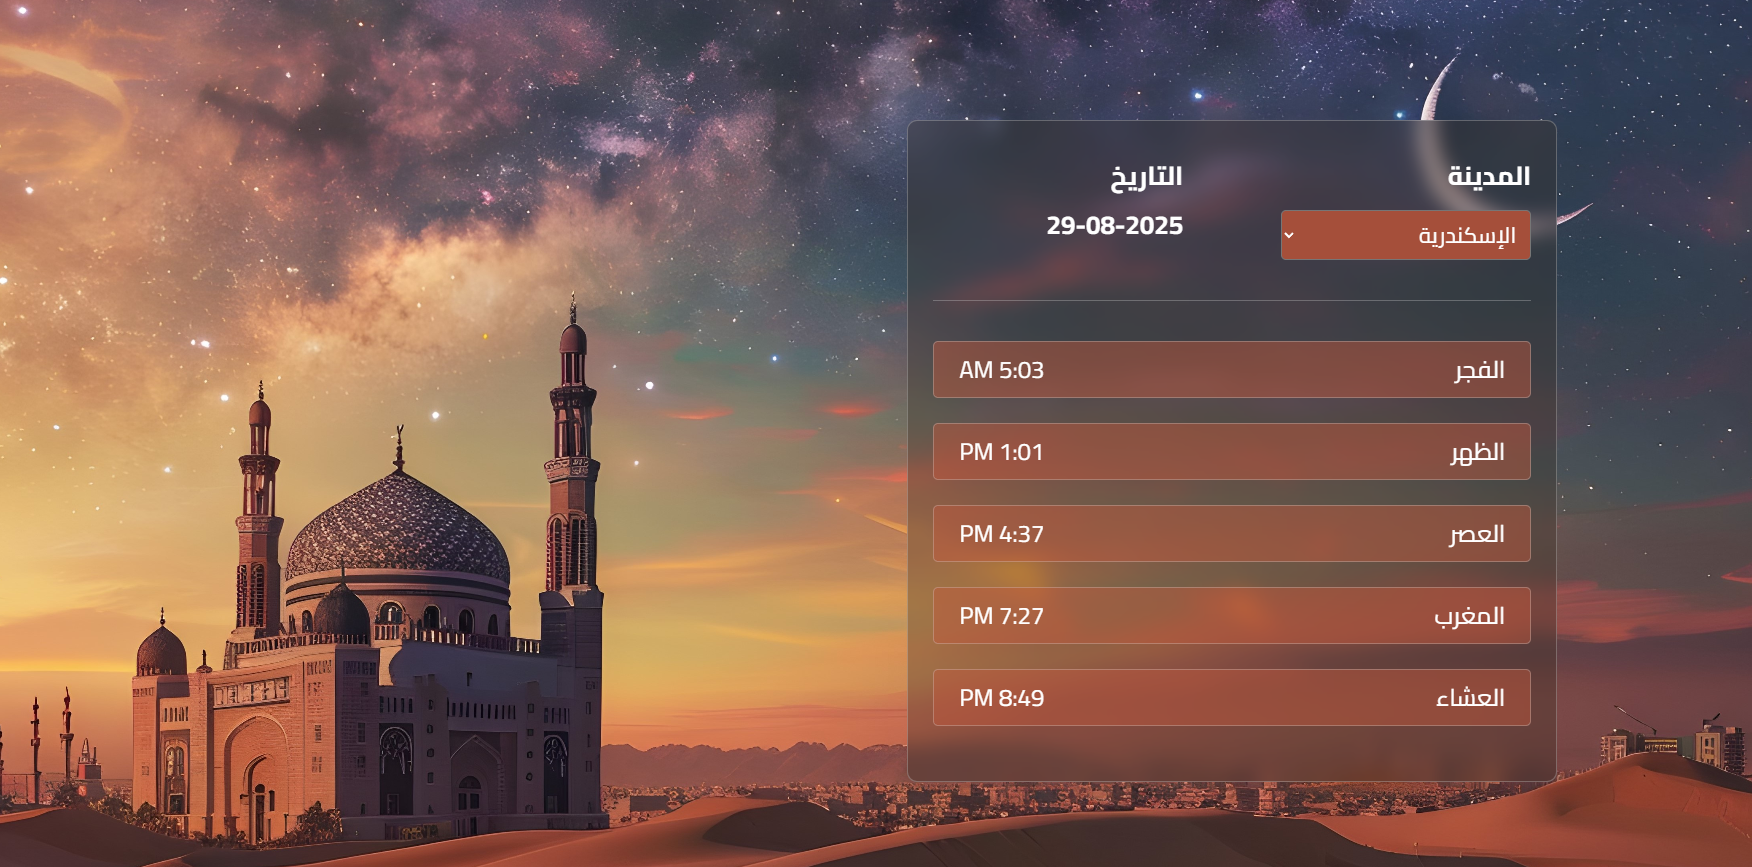 المدينة
الإسكندرية
التاريخ
29-08-2025
الفجر AM 5:03
الظهر PM 1:01
العصر PM 4:37
المغرب PM 7:27
العشاء PM 8:49